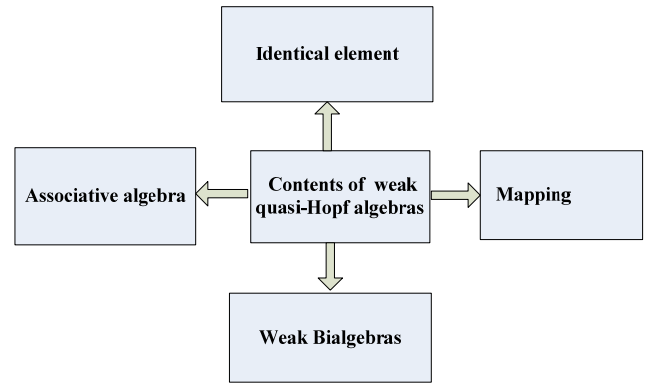 Identical element
Associative algebra
Contents of weak
quasi-Hopf algebras
Mapping
Weak Bialgebras